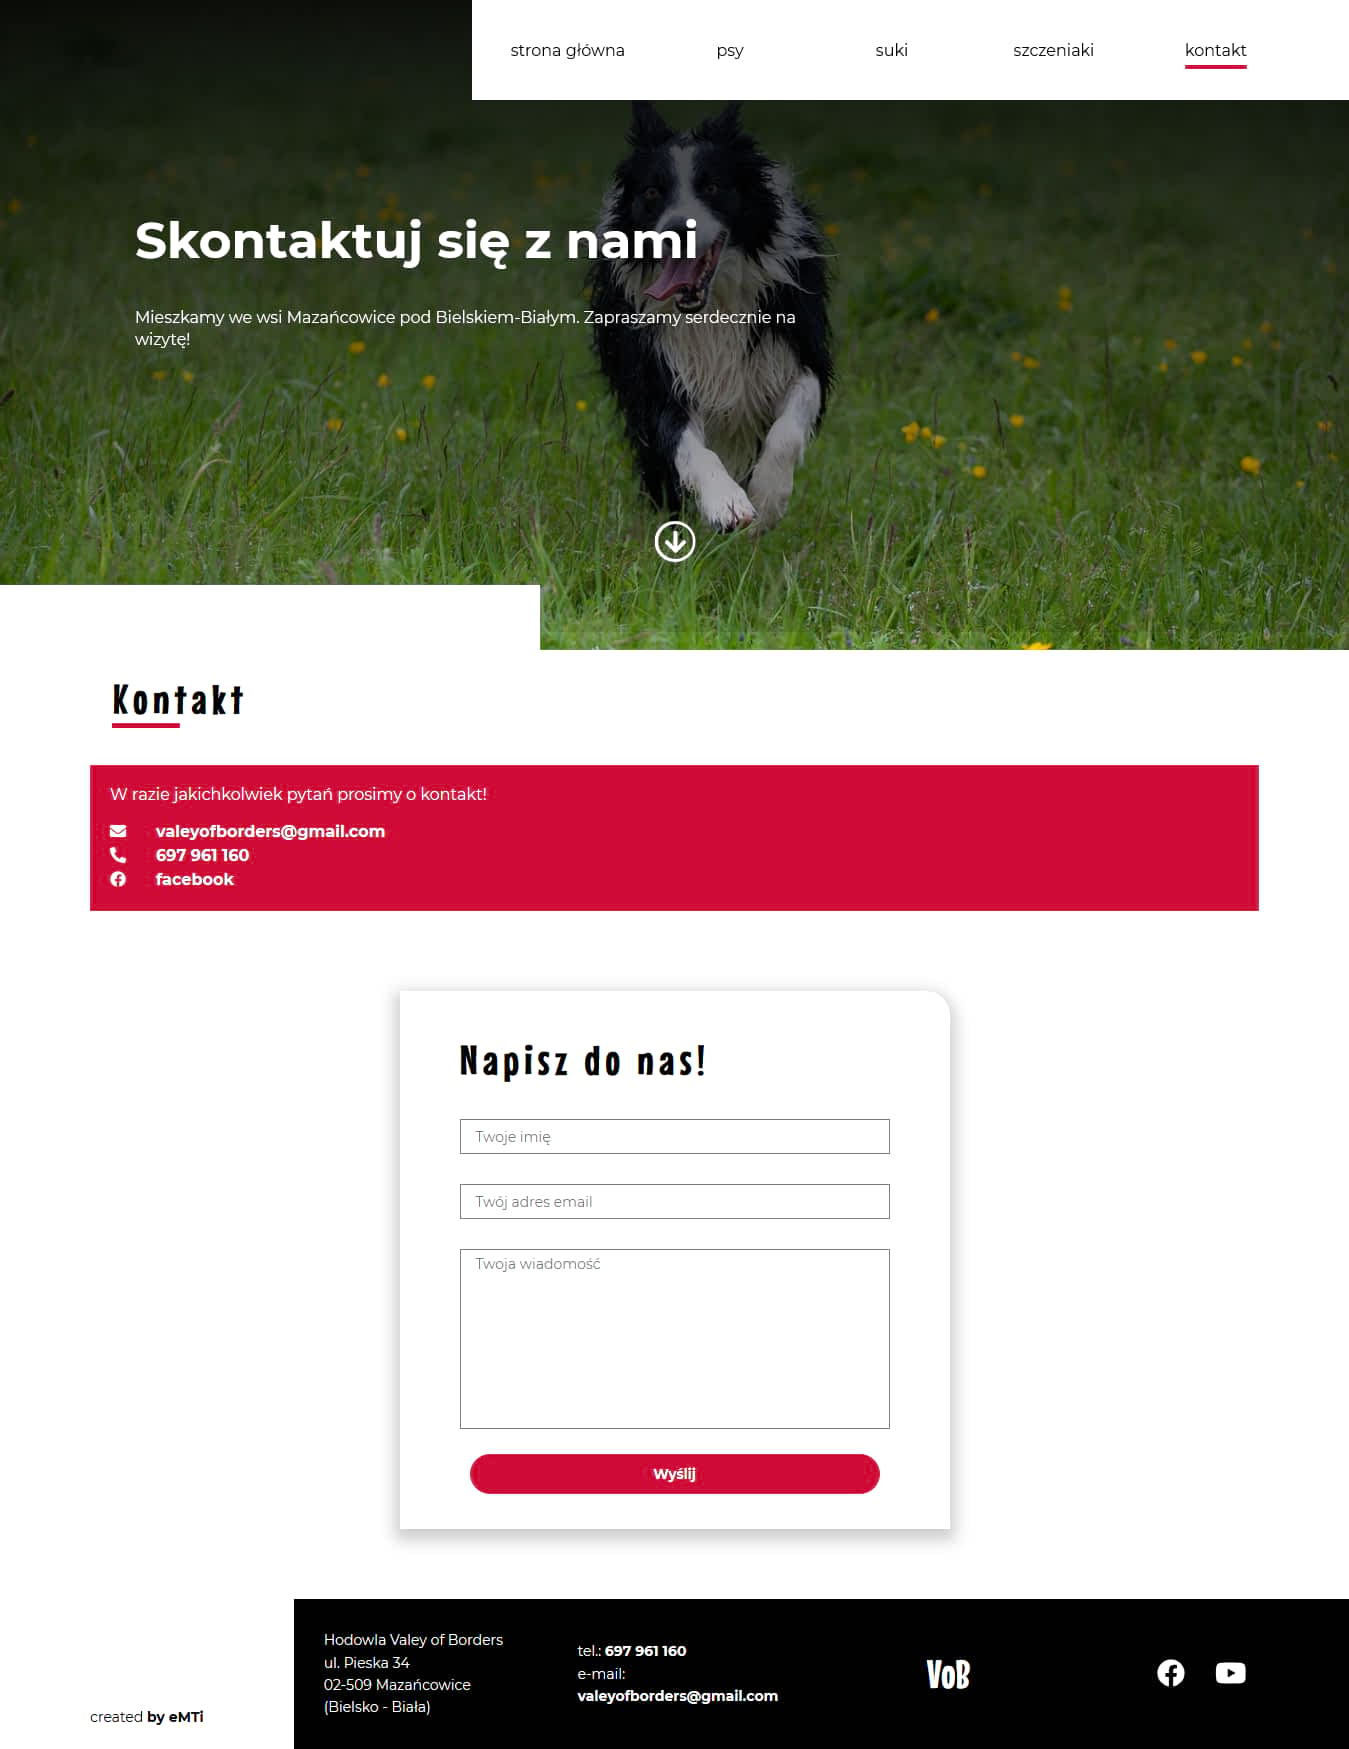 strona główna psy suki szczeniaki kontakt
Skontaktuj się z nami
Mieszkamy we wsi Mazańcowice pod Bielskiem-Białym. Zapraszamy serdecznie na
wizytę!
Kontakt
W razie jakichkolwiek pytań prosimy o kontakt!
valeyofborders@gmail.com
697 961 160
facebook
Napisz do nas!
Twoje imię
Twój adres email
Twoja wiadomość
Wyślij
Hodowla Valey of Borders
ul. Pieska 34
02-509 Mazańcowice
(Bielsko - Biała)
tel.: 697 961 160
e-mail:
valeyofborders@gmail.com
VoB
created by eMTi